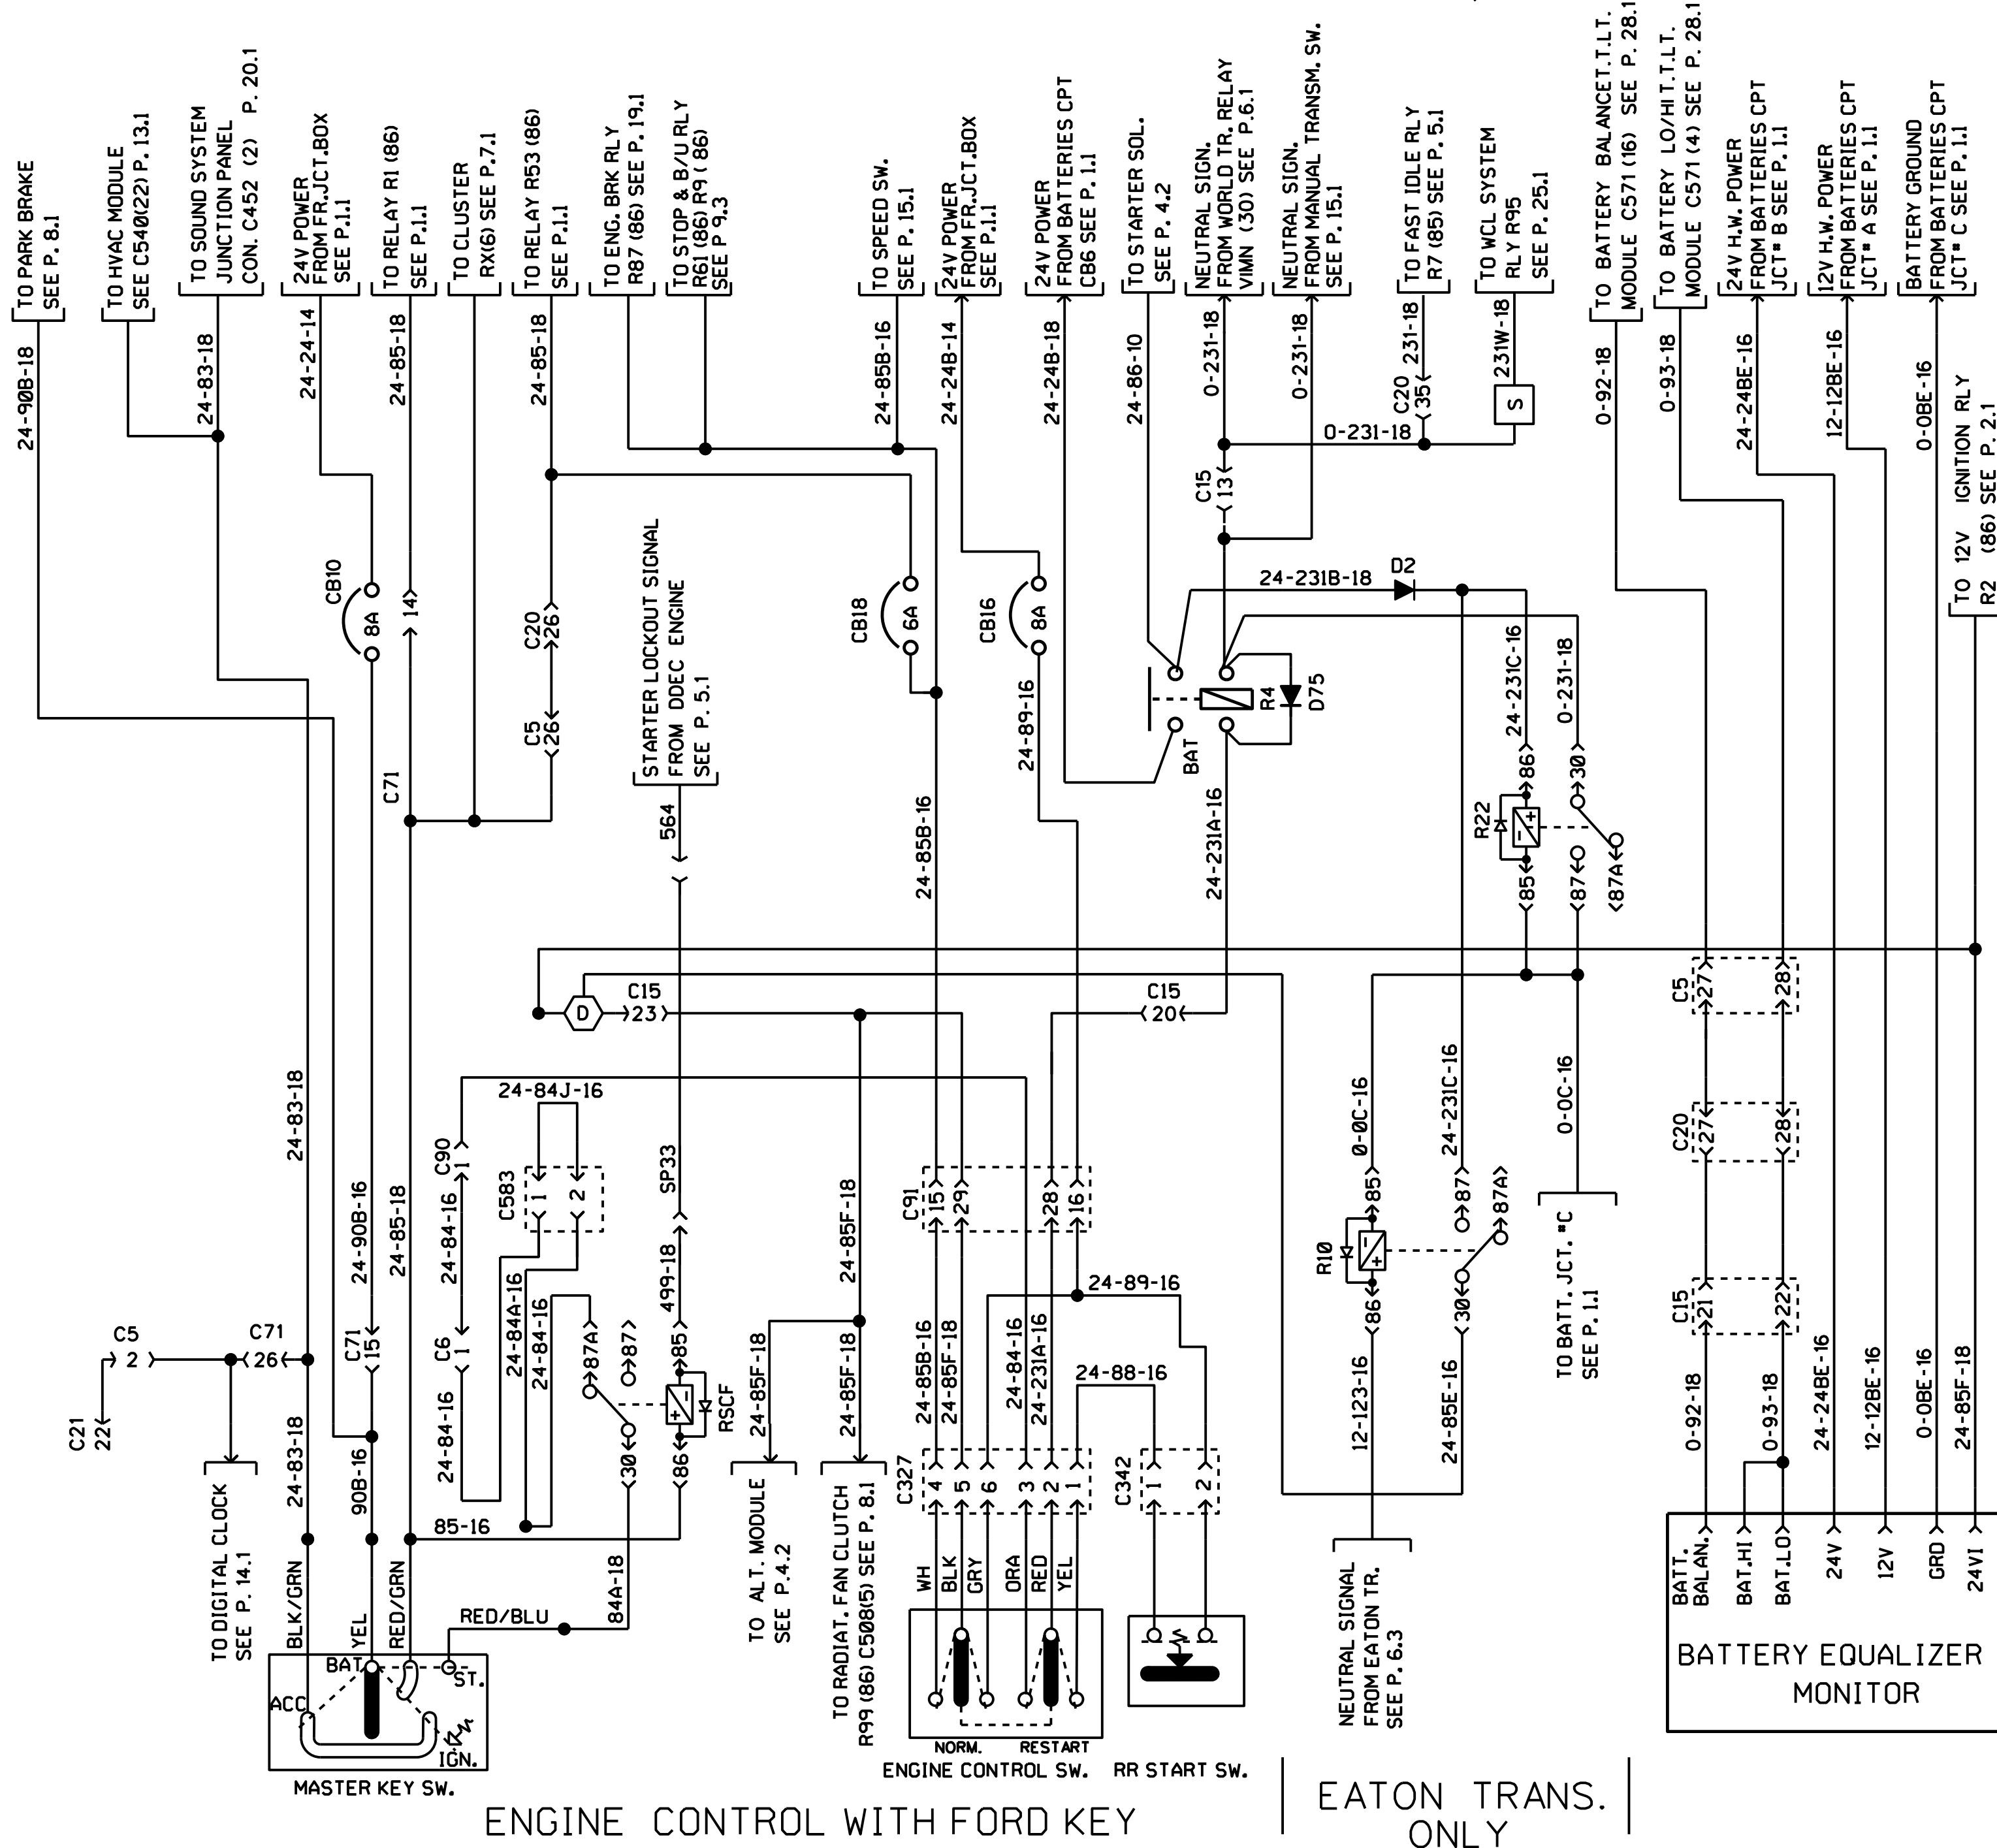 TO PARK BRAKE
SEE P. 8.1
TO HVAC MODULE
SEE C540(22) P. 13.1
TO SOUND SYSTEM
JUNCTION PANEL
CON. C452 (2) P. 20.1
24V POWER
FROM FR.JCT.BOX
SEE P.1.1
TO RELAY R1 (86)
SEE P.1.1
TO CLUSTER
RX(6) SEE P.7.1
TO RELAY R53 (86)
SEE P.1.1
TO ENG. BRK RLY
R87 (86) SEE P. 19.1
TO STOP & B/U RLY
R61 (86) R9 (86)
SEE P 9.3
TO SPEED SW.
SEE P. 15.1
24V POWER
FROM FR.JCT.BOX
SEE P.1.1
24V POWER
FROM BATTERIES CPT
CB6 SEE P. 1.1
TO STARTER SOL.
SEE P. 4.2
NEUTRAL SIGN.
FROM WORLD TR. RELAY
VIMN (30) SEE P.6.1
NEUTRAL SIGN.
FROM MANUAL TRANSM. SW.
SEE P. 15.1
TO FAST IDLE RLY
R7 (85) SEE P. 5.1
TO WCL SYSTEM
RLY R95
SEE P. 25.1
TO BATTERY BALANCET.T.LT.
MODULE C571 (16) SEE P. 28.1
TO BATTERY LO/HI T.T.LT.
MODULE C571 (4) SEE P. 28.1
24V H.W. POWER
FROM BATTERIES CPT
JCT# B SEE P. 1.1
12V H.W. POWER
FROM BATTERIES CPT
JCT# A SEE P. 1.1
BATTERY GROUND
FROM BATTERIES CPT
JCT# C SEE P. 1.1
24-90B-18
24-83-18
24-24-14
24-85-18
24-85-18
24-85B-16
24-24B-14
24-24B-18
24-86-10
0-231-18
0-231-18
231-18
C20
35
231W-18
S
0-231-18
0-92-18
0-93-18
24-24BE-16
12-12BE-16
0-0BE-16
TO 12V IGNITION RLY
R2 (86) SEE P. 2.1
C15
13
CB10
8A
14
C20
26
C5
26
C71
STARTER LOCKOUT SIGNAL
FROM DDEC ENGINE
SEE P. 5.1
564
CB18
6A
CB16
8A
24-89-16
24-85B-16
24-231B-18
D2
R4
D75
BAT
24-231A-16
24-231C-16
0-231-18
R22
86
30
85
87
87A
D
C15
23
C15
20
C5
27
28
24-83-18
24-84J-16
C90
1
C583
1
2
SP33
24-85F-18
C91
15
29
28
16
0-0C-16
24-231C-16
0-0C-16
C20
27
28
24-90B-16
24-85-18
24-84-16
24-84A-16
24-84-16
499-18
24-89-16
R10
85
87
87A
86
30
TO BATT. JCT. #C
SEE P. 1.1
C15
21
22
C5
2
C71
26
C71
15
C6
1
87A
87
85
RSCF
30
86
24-85F-18
24-85F-18
24-85B-16
24-85F-18
24-84-16
24-231A-16
24-88-16
C21
22
24-83-18
90B-16
24-84-16
12-123-16
24-85E-16
0-92-18
0-93-18
24-24BE-16
12-12BE-16
0-0BE-16
24-85F-18
TO DIGITAL CLOCK
SEE P. 14.1
85-16
84A-18
TO ALT. MODULE
SEE P.4.2
TO RADIAT. FAN CLUTCH
R99 (86) C508(5) SEE P. 8.1
C327
4
5
6
3
2
1
C342
1
2
WH
BLK
GRY
ORA
RED
YEL
BLK/GRN
YEL
RED/GRN
RED/BLU
BAT
ST.
ACC
IGN.
MASTER KEY SW.
NORM.
RESTART
ENGINE CONTROL SW.
RR START SW.
NEUTRAL SIGNAL
FROM EATON TR.
SEE P. 6.3
BATT.
BALAN.
BAT.HI
BAT.LO
24V
12V
GRD
24VI
BATTERY EQUALIZER
MONITOR
ENGINE CONTROL WITH FORD KEY
EATON TRANS.
ONLY